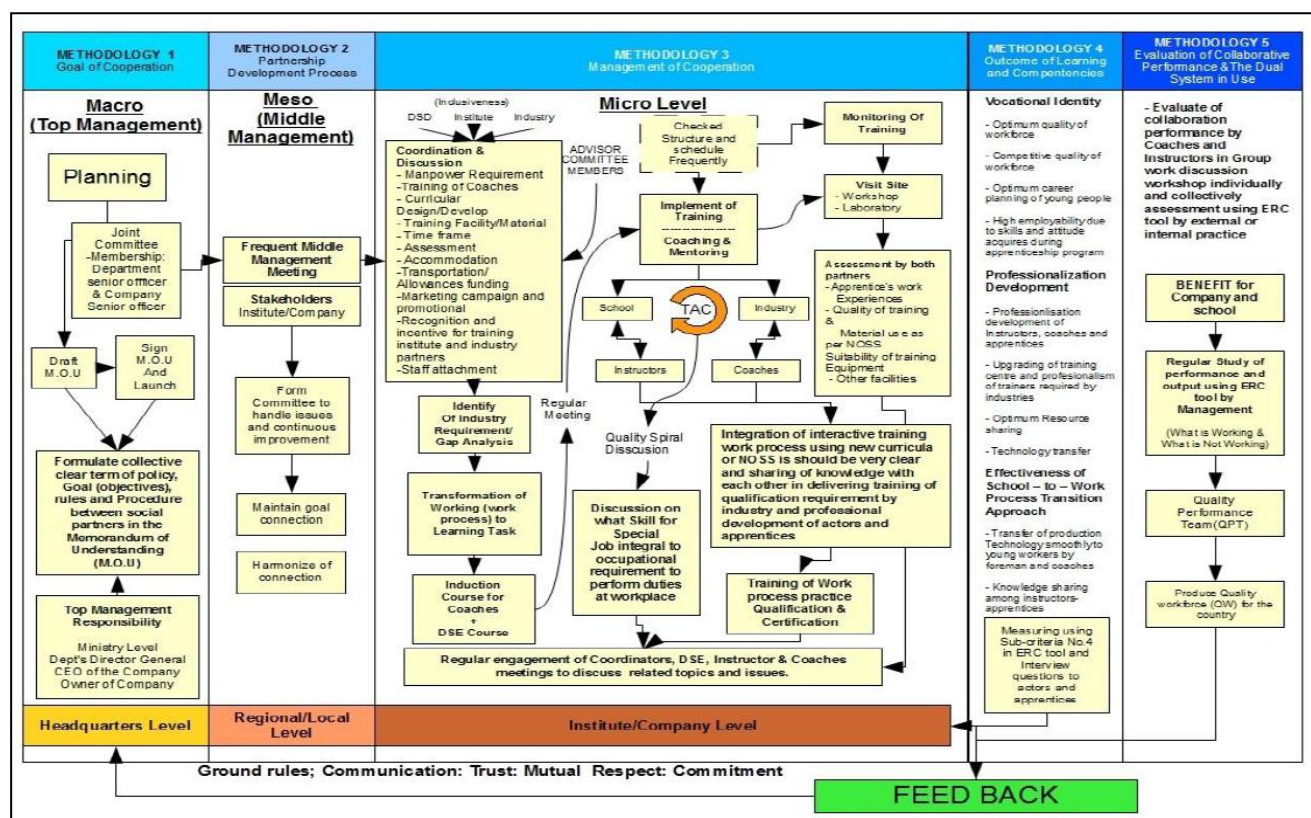 METHODOLOGY 1
Goal of Cooperation
METHODOLOGY 2
Partnership
Development Process
METHODOLOGY 3
Management of Cooperation
METHODOLOGY 4
Outcome of Learning
and Compentencies
METHODOLOGY 5
Evaluation of Collaborative
Performance &The Dual
System in Use
Macro
(Top Management)
Planning
Joint
Committee
-Membership:
Department
senior offficer
& Company
Senior officer
Draft
M.O.U
Sign
M.O.U
And
Launch
Formulate collective
clear term of policy,
Goal (objectives),
rules and Procedure
between social
partners in the
Memorandum of
Understanding
(M.O.U)
Top Management
Responsibility
Ministry Level
Dept's Director General
CEO of the Company
Owner of Company
Headquarters Level
Meso
(Middle
Management)
Frequent Middle
Management
Meeting
Stakeholders
Institute/Company
Form
Committee to
handle issues
and continuous
improvement
Maintain goal
connection
Harmonize of
connection
Regional/Local
Level
(Inclusiveness)
DSD Institute Industry
Coordination &
Discussion
- Manpower Requirement
-Training of Coaches
- Curricular
Design/Develop
- Training Facility/Material
- Time frame
- Assessment
- Accommodation
-Transportation/
Allowances funding
-Marketing campaign and
promotional
-Recognition and
incentive for training
institute and industry
partners
-Staff attachment
Identify
Of Industry
Requirement/
Gap Analysis
Transformation of
Working (work
process) to
Learning Task
Induction
Course for
Coaches
+
DSE Course
Micro Level
ADVISOR
COMMITTEE
MEMBERS
Regular
Meeting
Checked
Structure and
schedule
Frequently
Implement of
Training
Coaching &
Mentoring
School
TAC
Industry
Instructors
Coaches
Quality Spiral
Disscusion
Discussion on
what Skill for
Special
Job integral to
occupational
requirement to
perform duties
at workplace
Monitoring Of
Training
Visit Site
- Workshop
- Laboratory
Assessment by both
partners
- Apprentice's work
Experiences
- Quality of training
&
Material use as
per NOSS
Suitability of training
Equipment
- Other facilities
Integration of interactive training
work process using new curricula
or NOSS is should be very clear
and sharing of knowledge with
each other in delivering training of
qualification requirement by
industry and professional
development of actors and
apprentices
Training of Work
process practice
Qualification &
Certification
Regular engagement of Coordinators, DSE, Instructor & Coaches
meetings to discuss related topics and issues.
Institute/Company Level
Vocational Identity
- Optimum quality of
workforce
- Competitive quality of
workforce
- Optimum career
planning of young people
- High employability due
to skills and attitude
acquires during
apprenticeship program
Professionalization
Development
- Professionlisation
development of
Instructors, coaches and
apprentices
- Upgrading of training
centre and profesionalism
of trainers required by
industries
- Optimum Resource
sharing
- Technology transfer
Effectiveness of
School – to – Work
Process Transition
Approach
- Transfer of production
Technology smoothly to
young workers by
foreman and coaches
- Knowledge sharing
among instructors-
apprentices
Measuring using
Sub-criteria No.4
in ERC tool and
Interview
questions to
actors and
apprentices
- Evaluate of
collaboration
performance by
Coaches and
Instructors in Group
work discussion
workshop individually
and collectively
assessment using ERC
tool by external or
internal practice
BENEFIT for
Company and
school
Regular Study of
performance and
output using ERC
tool by
Management
(What is Working &
What is Not Working)
Quality
Performance
Team(QPT)
Produce Quality
workforce (QW) for the
country
Ground rules; Communication: Trust: Mutual Respect: Commitment
FEED BACK